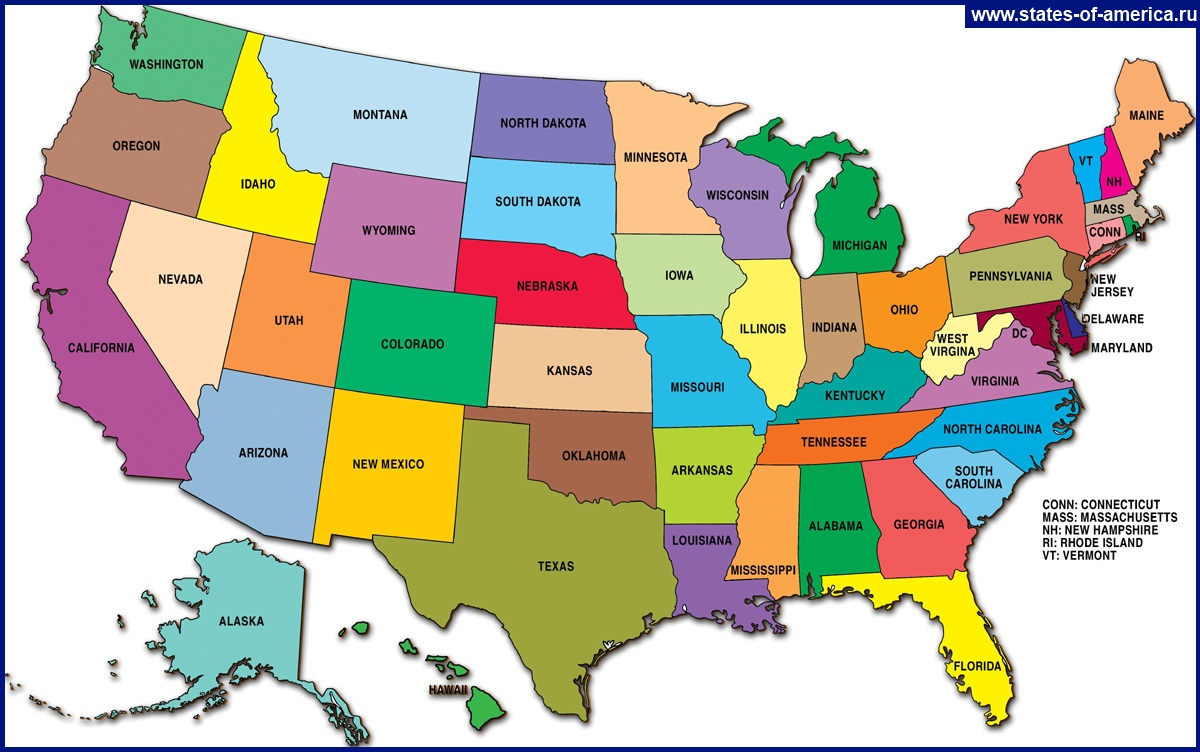 www.states-of-america.ru
WASHINGTON
MONTANA
NORTH DAKOTA
MINNESOTA
MAINE
OREGON
IDAHO
SOUTH DAKOTA
WISCONSIN
MICHIGAN
VT
NH
NEW YORK
MASS
CONN
RI
WYOMING
NEVADA
UTAH
NEBRASKA
IOWA
ILLINOIS
INDIANA
OHIO
PENNSYLVANIA
NEW
JERSEY
DELAWARE
MARYLAND
DC
WEST
VIRGINA
VIRGINIA
CALIFORNIA
COLORADO
KANSAS
MISSOURI
KENTUCKY
ARIZONA
NEW MEXICO
OKLAHOMA
ARKANSAS
TENNESSEE
NORTH CAROLINA
SOUTH
CAROLINA
TEXAS
LOUISIANA
MISSISSIPPI
ALABAMA
GEORGIA
FLORIDA
ALASKA
HAWAII
CONN: CONNECTICUT
MASS: MASSACHUSETTS
NH: NEW HAMPSHIRE
RI: RHODE ISLAND
VT: VERMONT